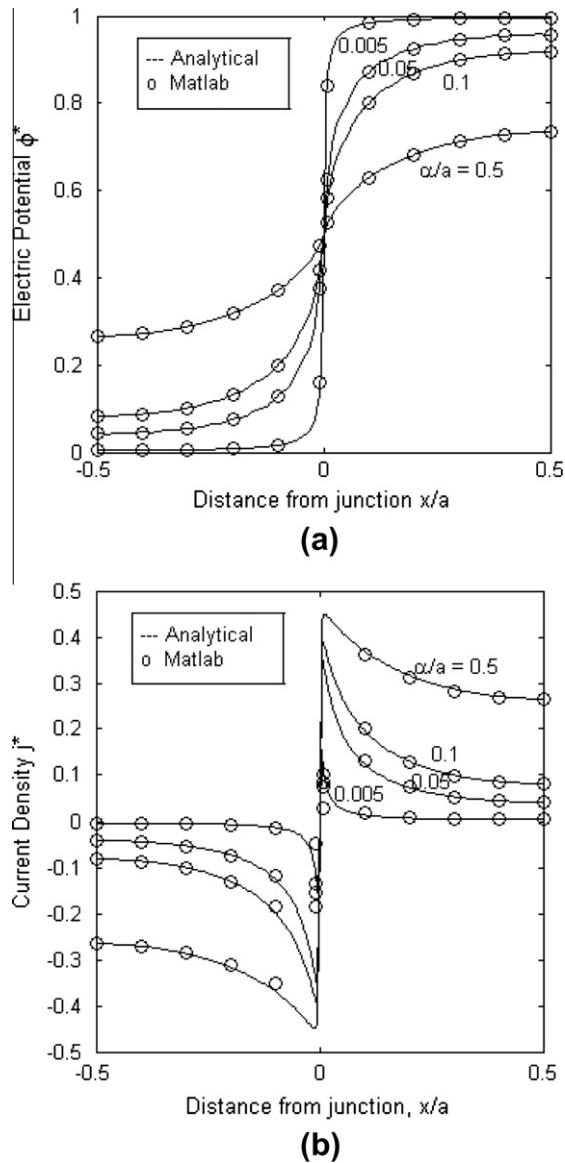 1
0.8
0.6
0.4
0.2
0
-0.5
0
0.5
Electric Potential ϕ*
Distance from junction x/a
--- Analytical
o Matlab
0.005
0.05
0.1
α/a = 0.5
(a)
0.5
0.4
0.3
0.2
0.1
0
-0.1
-0.2
-0.3
-0.4
-0.5
-0.5
0
0.5
Current Density j*
Distance from junction, x/a
--- Analytical
o Matlab
α/a = 0.5
0.1
0.05
0.005
(b)